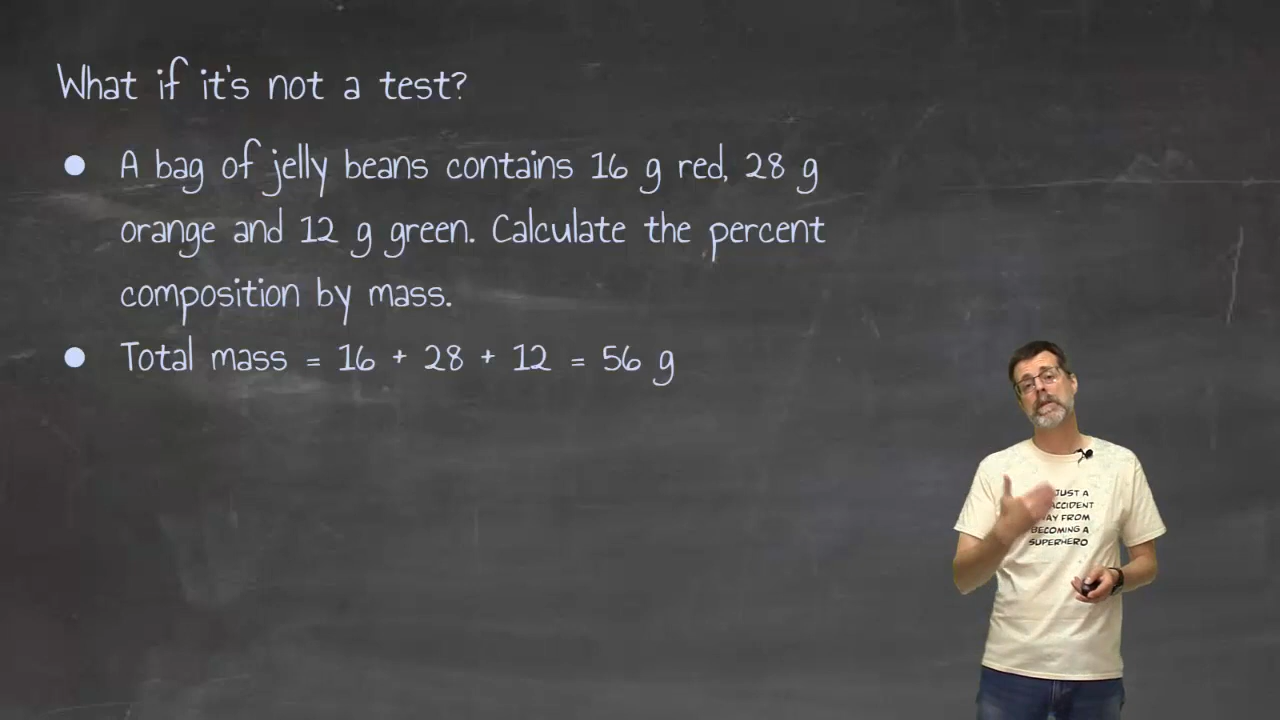 What if it's not a test?
● A bag of jelly beans contains 16 g red, 28 g
orange and 12 g green. Calculate the percent
composition by mass.
● Total mass = 16 + 28 + 12 = 56 g
JUST A
ACCIDENT
FROM
BECOMING A
SUPERHERO